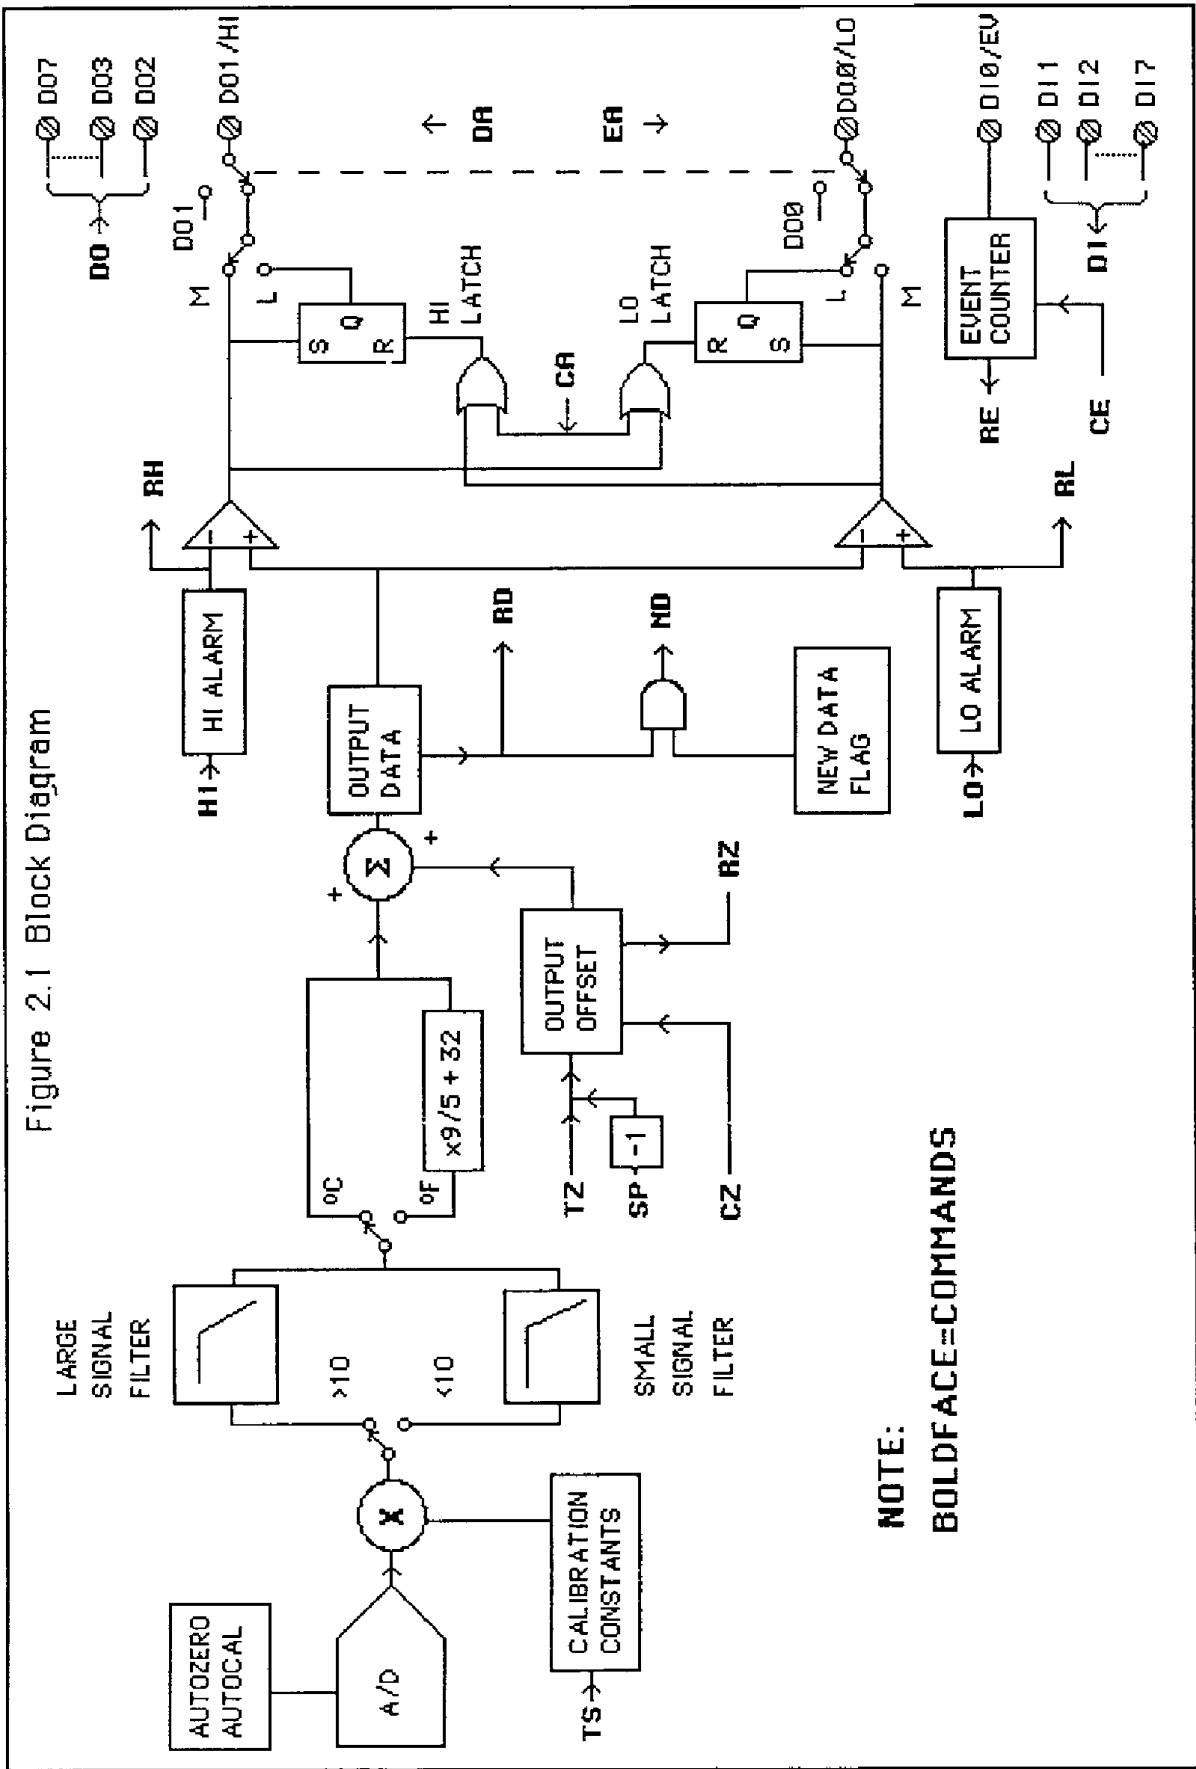 Figure 2.1 Block Diagram
AUTOZERO
AUTOCAL
A/D
X
TS
CALIBRATION
CONSTANTS
LARGE
SIGNAL
FILTER
>10
<10
SMALL
SIGNAL
FILTER
ºC
ºF
x9/5 + 32
TZ
SP
-1
CZ
OUTPUT
OFFSET
RZ
+
Σ
+
OUTPUT
DATA
RD
ND
NEW DATA
FLAG
HI
HI ALARM
RH
-
+
LO
LO ALARM
RL
-
+
S
Q
R
HI
LATCH
CA
LO
LATCH
R
Q
S
M
L
DO1
L
M
DO0
DA
EA
DO
DO7
DO3
DO2
DO1/HI
DO0/LO
DI0/EV
EVENT
COUNTER
RE
CE
DI
DI1
DI2
DI7
NOTE:
BOLDFACE=COMMANDS